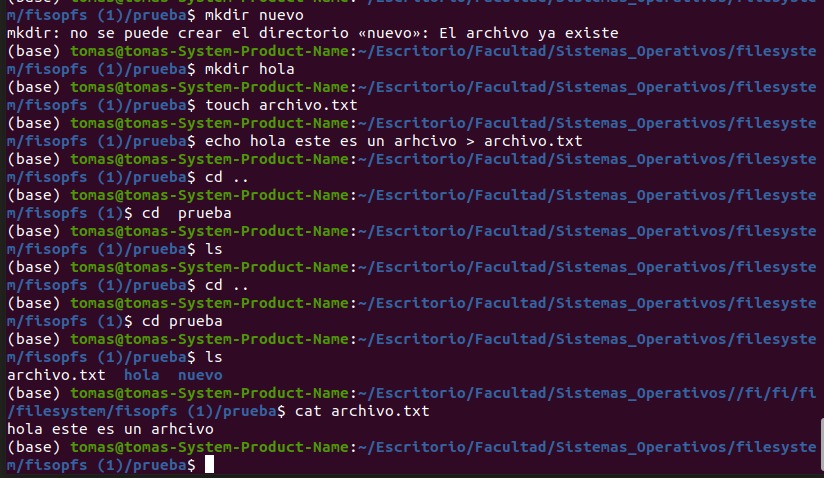 (base) tomas@tomas-System-Product-Name:~/Escritorio/Facultad/Sistemas_Operativos/filesyste
m/fisopfs (1)/prueba$ mkdir nuevo
mkdir: no se puede crear el directorio «nuevo»: El archivo ya existe
(base) tomas@tomas-System-Product-Name:~/Escritorio/Facultad/Sistemas_Operativos/filesyste
m/fisopfs (1)/prueba$ mkdir hola
(base) tomas@tomas-System-Product-Name:~/Escritorio/Facultad/Sistemas_Operativos/filesyste
m/fisopfs (1)/prueba$ touch archivo.txt
(base) tomas@tomas-System-Product-Name:~/Escritorio/Facultad/Sistemas_Operativos/filesyste
m/fisopfs (1)/prueba$ echo hola este es un arhcivo > archivo.txt
(base) tomas@tomas-System-Product-Name:~/Escritorio/Facultad/Sistemas_Operativos/filesyste
m/fisopfs (1)/prueba$ cd ..
(base) tomas@tomas-System-Product-Name:~/Escritorio/Facultad/Sistemas_Operativos/filesyste
m/fisopfs (1)$ cd  prueba
(base) tomas@tomas-System-Product-Name:~/Escritorio/Facultad/Sistemas_Operativos/filesyste
m/fisopfs (1)/prueba$ ls
(base) tomas@tomas-System-Product-Name:~/Escritorio/Facultad/Sistemas_Operativos/filesyste
m/fisopfs (1)/prueba$ cd ..
(base) tomas@tomas-System-Product-Name:~/Escritorio/Facultad/Sistemas_Operativos/filesyste
m/fisopfs (1)$ cd prueba
(base) tomas@tomas-System-Product-Name:~/Escritorio/Facultad/Sistemas_Operativos/filesyste
m/fisopfs (1)/prueba$ ls
archivo.txt  hola  nuevo
(base) tomas@tomas-System-Product-Name:~/Escritorio/Facultad/Sistemas_Operativos//fi/fi/fi
/filesystem/fisopfs (1)/prueba$ cat archivo.txt
hola este es un arhcivo
(base) tomas@tomas-System-Product-Name:~/Escritorio/Facultad/Sistemas_Operativos/filesyste
m/fisopfs (1)/prueba$